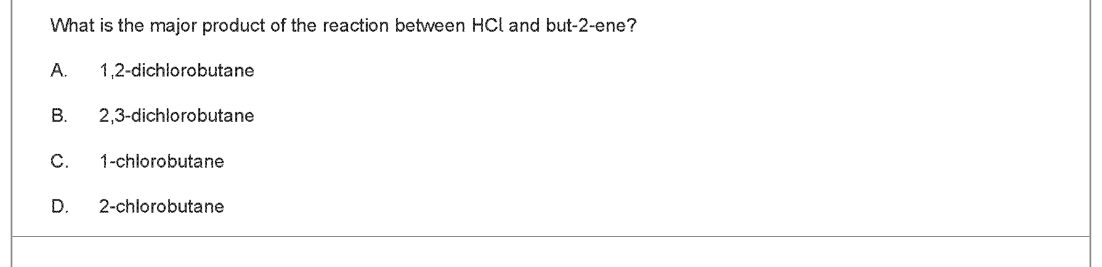 What is the major product of the reaction between HCl and but-2-ene?
A. 1,2-dichlorobutane
B. 2,3-dichlorobutane
C. 1-chlorobutane
D. 2-chlorobutane